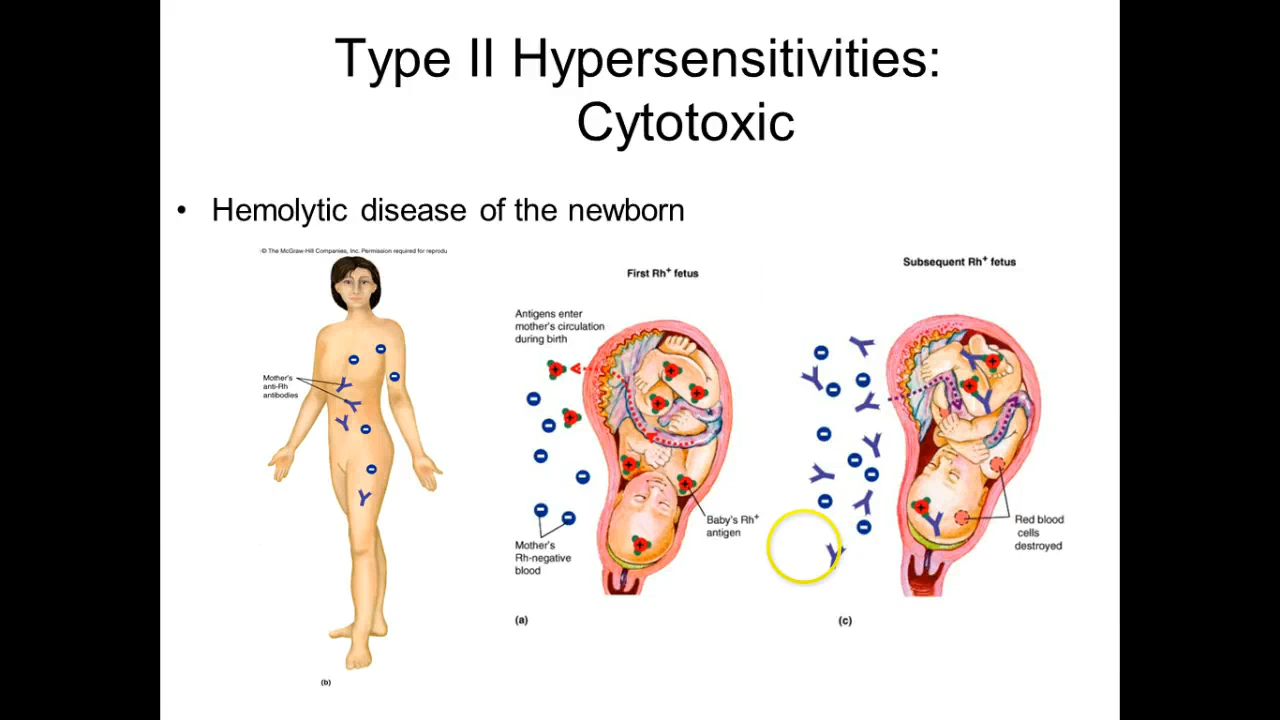 Type II Hypersensitivities:
Cytotoxic
• Hemolytic disease of the newborn
© The McGraw-Hill Companies, Inc. Permission required for reprodu
Mother's
anti-Rh
antibodies
(b)
First Rh+ fetus
Antigens enter
mother's circulation
during birth
Mother's
Rh-negative
blood
Baby's Rh+
antigen
(a)
Subsequent Rh+ fetus
Red blood
cells
destroyed
(c)